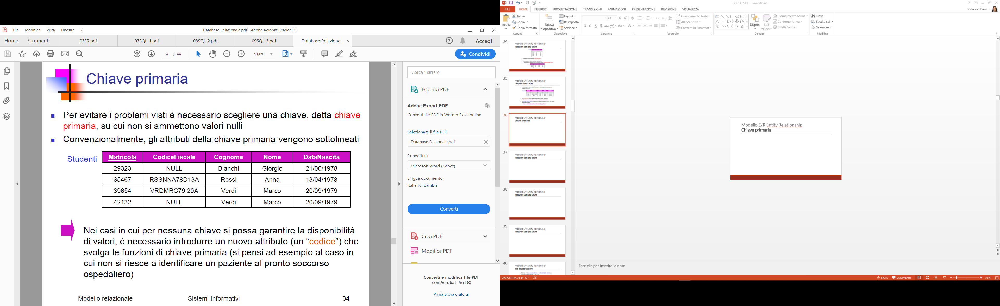 Database Relazionale.pdf - Adobe Acrobat Reader DC
File Modifica Vista Finestra ?
Home Strumenti 03ER.pdf 07SQL-1.pdf 08SQL-2.pdf 09SQL-3.pdf Database Relaziona... × Accedi
34 / 44 91,8% Condividi
Chiave primaria
Per evitare i problemi visti è necessario scegliere una chiave, detta chiave
primaria, su cui non si ammettono valori nulli
Convenzionalmente, gli attributi della chiave primaria vengono sottolineati
Studenti
Matricola CodiceFiscale Cognome Nome DataNascita
29323 NULL Bianchi Giorgio 21/06/1978
35467 RSSNNA78D13A Rossi Anna 13/04/1978
39654 VRDMRC79I20A Verdi Marco 20/09/1979
42132 NULL Verdi Marco 20/09/1979
Nei casi in cui per nessuna chiave si possa garantire la disponibilità
di valori, è necessario introdurre un nuovo attributo (un “codice”) che
svolga le funzioni di chiave primaria (si pensi ad esempio al caso in
cui non si riesce a identificare un paziente al pronto soccorso
ospedaliero)
Modello relazionale Sistemi Informativi 34
Cerca 'Barrare'
Esporta PDF
Adobe Export PDF
Converti file PDF in Word o Excel online
Selezionare il file PDF
Database R...zionale.pdf
Converti in
Microsoft Word (*.docx)
Lingua documento:
Italiano Cambia
Converti
Crea PDF
Modifica PDF
Converti e modifica file PDF
con Acrobat Pro DC
Avvia prova gratuita
CORSO SQL - PowerPoint
FILE HOME INSERISCI PROGETTAZIONE TRANSIZIONI ANIMAZIONI PRESENTAZIONE REVISIONE VISUALIZZA Bonanno Daria
Incolla
Taglia
Copia
Copia formato
Appunti
Nuova
diapositiva
Layout
Reimposta
Sezione
Diapositive
43
G C S S abc AV Aa A
Carattere
Orientamento testo
Allinea testo
Converti in SmartArt
Paragrafo
Disponi
Stili
veloci
Riempimento forma
Contorno forma
Effetti forma
Disegno
Trova
Sostituisci
Seleziona
Modifica
34
Modello E/R Entity Relationship
Relazioni con più chiavi
35
Modello E/R Entity Relationship
Chiavi e valori nulli
36
Modello E/R Entity Relationship
Chiave primaria
37
Modello E/R Entity Relationship
Relazioni con più chiavi
38
Modello E/R Entity Relationship
Relazioni con più chiavi
39
Modello E/R Entity Relationship
Relazioni con più chiavi
40
Modello E/R Entity Relationship
Tipi di associazioni
Modello E/R Entity Relationship
Chiave primaria
Fare clic per inserire le note
DIAPOSITIVA 36 DI 127 NOTE COMMENTI 33%